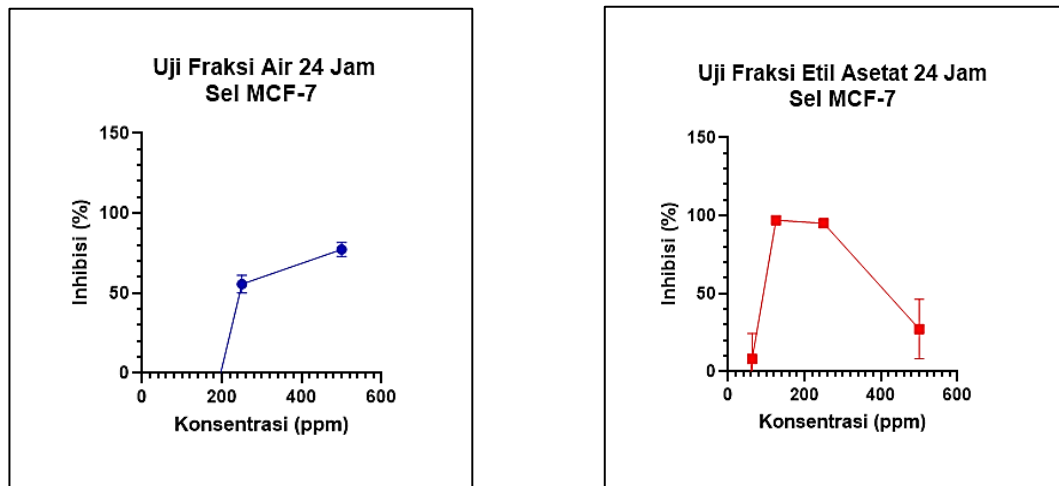 Uji Fraksi Air 24 Jam
Sel MCF-7
150
100
50
0
Inhibisi (%)
0 200 400 600
Konsentrasi (ppm)
Uji Fraksi Etil Asetat 24 Jam
Sel MCF-7
150
100
50
0
Inhibisi (%)
0 200 400 600
Konsentrasi (ppm)